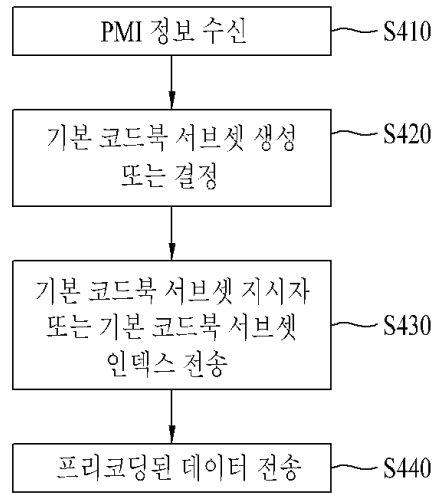 PMI 정보 수신
S410
기본 코드북 서브셋 생성
또는 결정
S420
기본 코드북 서브셋 지시자
또는 기본 코드북 서브셋
인덱스 전송
S430
프리코딩된 데이터 전송
S440